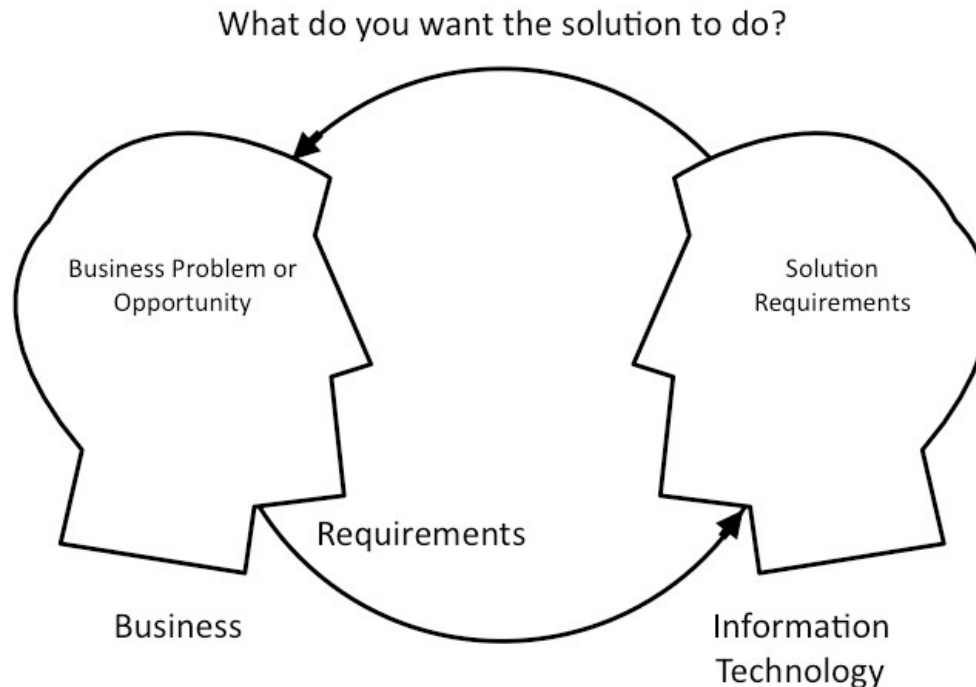 What do you want the solution to do?
Business Problem or
Opportunity
Solution
Requirements
Requirements
Business
Information
Technology